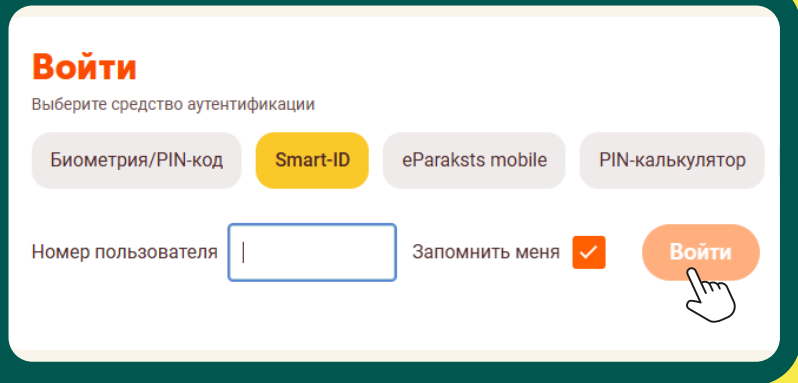 Войти
Выберите средство аутентификации
Биометрия/PIN-код Smart-ID eParaksts mobile PIN-калькулятор
Номер пользователя Запомнить меня Войти